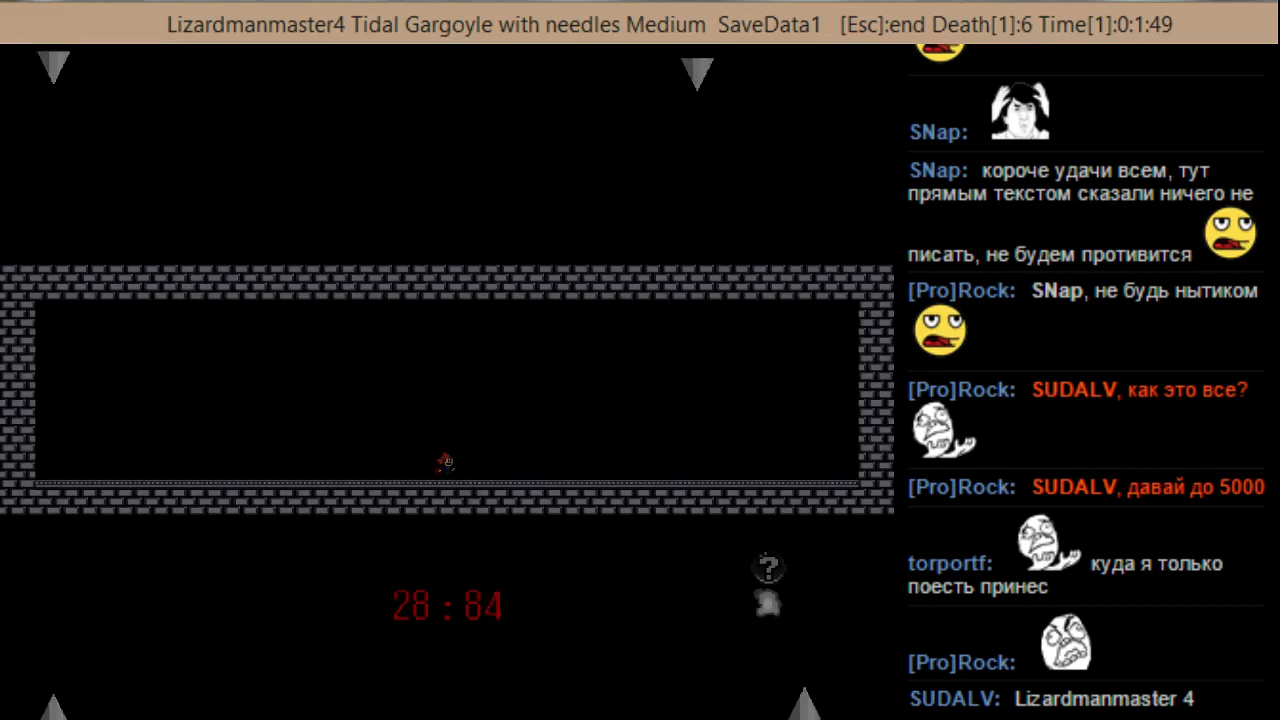 Lizardmanmaster4 Tidal Gargoyle with needles Medium  SaveData1   [Esc]:end Death[1]:6 Time[1]:0:1:49
SNap:
SNap: короче удачи всем, тут
прямым текстом сказали ничего не
писать, не будем противится
[Pro]Rock: SNap, не будь нытиком
[Pro]Rock: SUDALV, как это все?
[Pro]Rock: SUDALV, давай до 5000
torportf: куда я только
поесть принес
[Pro]Rock:
SUDALV: Lizardmanmaster 4
28:84
?